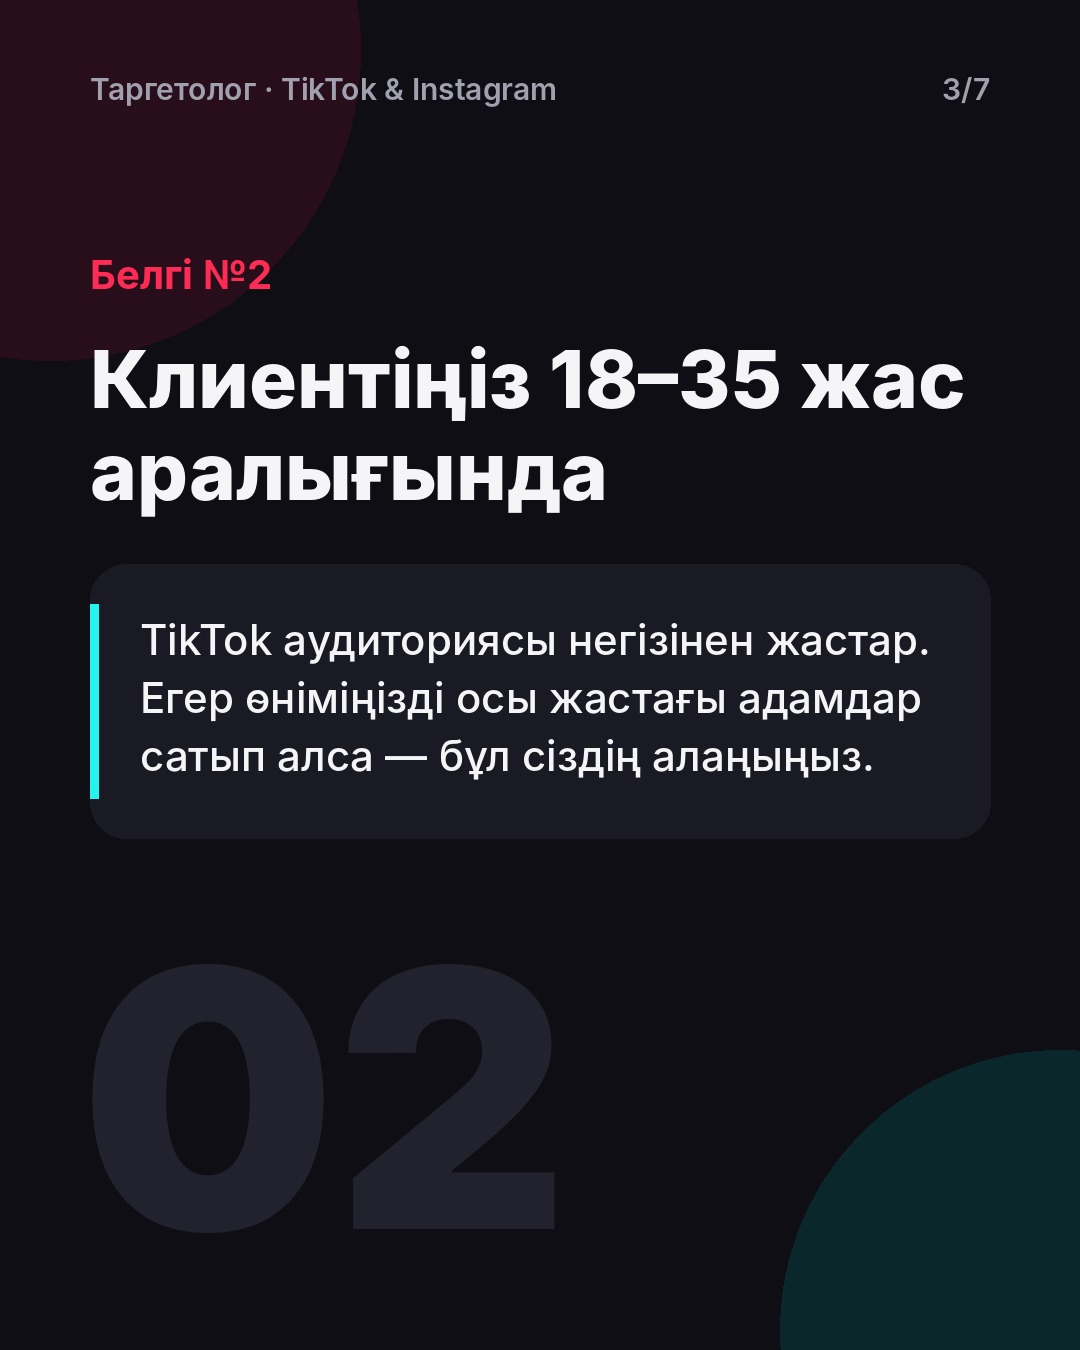 Таргетолог · TikTok & Instagram
3/7
Белгі №2
Клиентіңіз 18–35 жас
аралығында
TikTok аудиториясы негізінен жастар.
Егер өніміңізді осы жастағы адамдар
сатып алса — бұл сіздің алаңыңыз.
02